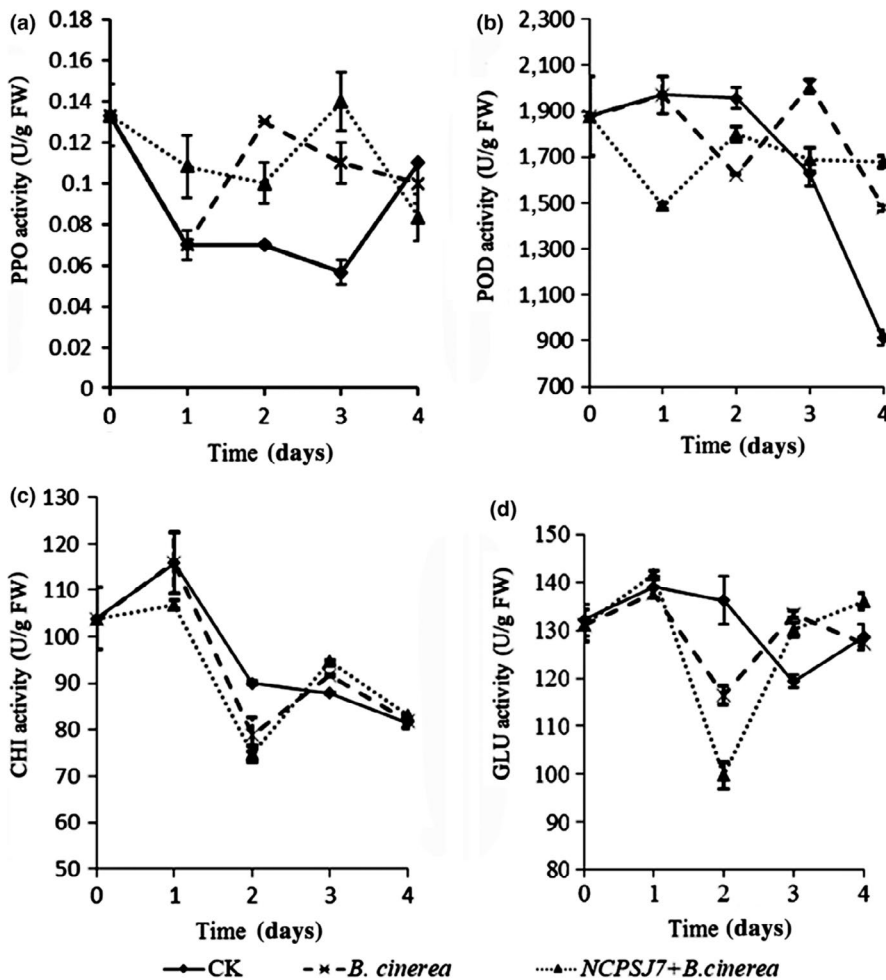 (a)
PPO activity (U/g FW)
0.18
0.16
0.14
0.12
0.1
0.08
0.06
0.04
0.02
0
0 1 2 3 4
Time (days)
(b)
POD activity (U/g FW)
2,300
2,100
1,900
1,700
1,500
1,300
1,100
900
700
0 1 2 3 4
Time (days)
(c)
CHI activity (U/g FW)
130
120
110
100
90
80
70
60
50
0 1 2 3 4
Time (days)
(d)
GLU activity (U/g FW)
150
140
130
120
110
100
90
80
0 1 2 3 4
Time (days)
CK B. cinerea NCPSJ7+B.cinerea